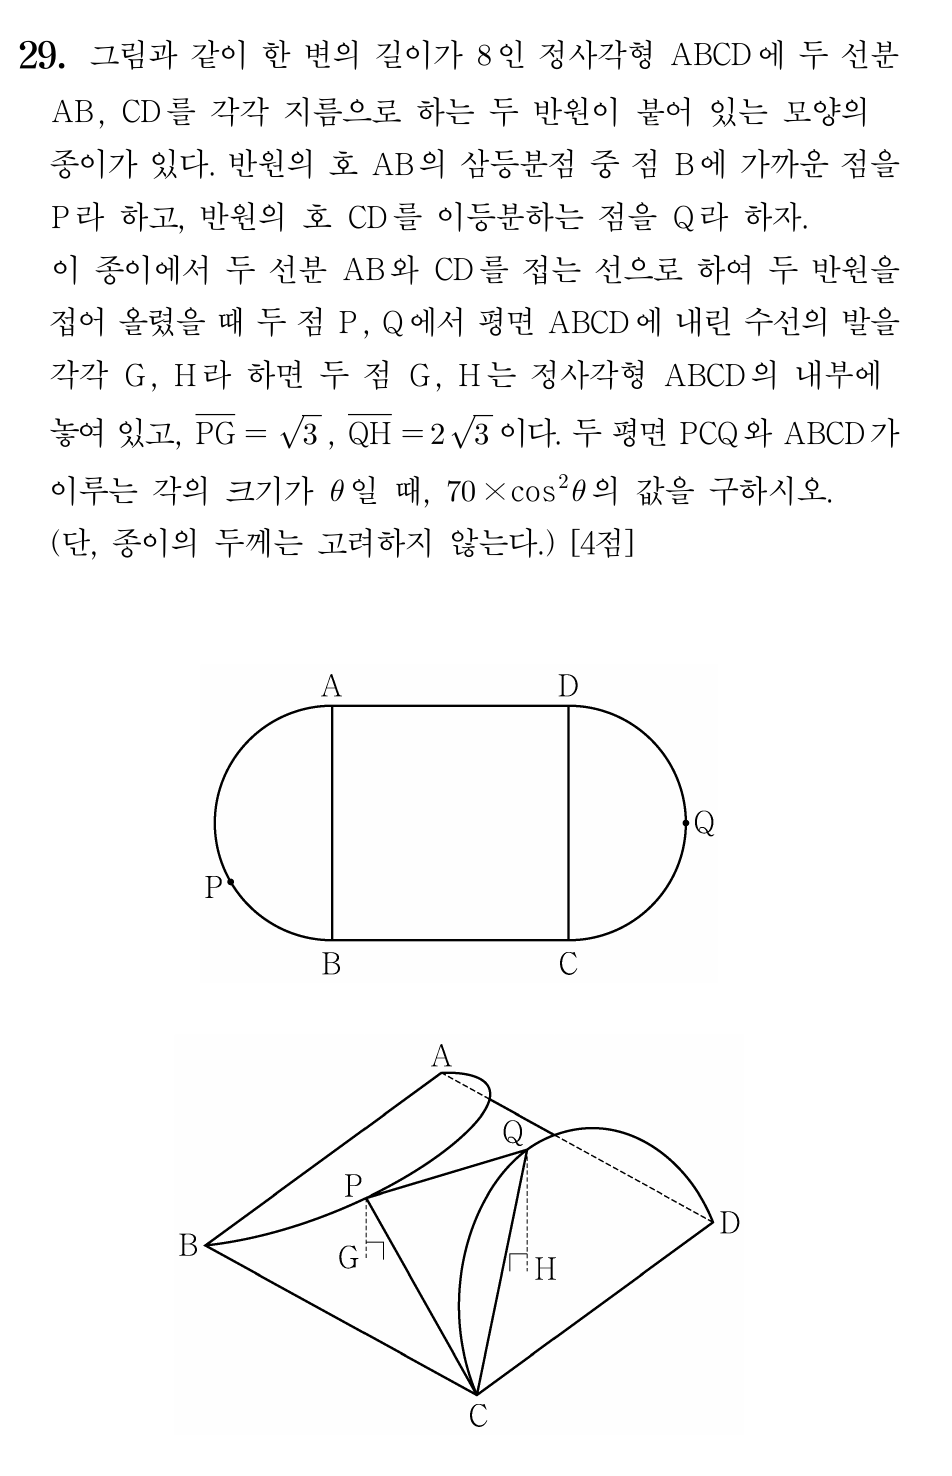 29. 그림과 같이 한 변의 길이가 8인 정사각형 ABCD에 두 선분
AB, CD를 각각 지름으로 하는 두 반원이 붙어 있는 모양의
종이가 있다. 반원의 호 AB의 삼등분점 중 점 B에 가까운 점을
P라 하고, 반원의 호 CD를 이등분하는 점을 Q라 하자.
이 종이에서 두 선분 AB와 CD를 접는 선으로 하여 두 반원을
접어 올렸을 때 두 점 P, Q에서 평면 ABCD에 내린 수선의 발을
각각 G, H라 하면 두 점 G, H는 정사각형 ABCD의 내부에
놓여 있고, P̅G̅ = √3, Q̅H̅ = 2√3 이다. 두 평면 PCQ와 ABCD가
이루는 각의 크기가 θ일 때, 70×cos²θ의 값을 구하시오.
(단, 종이의 두께는 고려하지 않는다.) [4점]
A D
Q
P
B C
A
Q
P
D
B
G
H
C